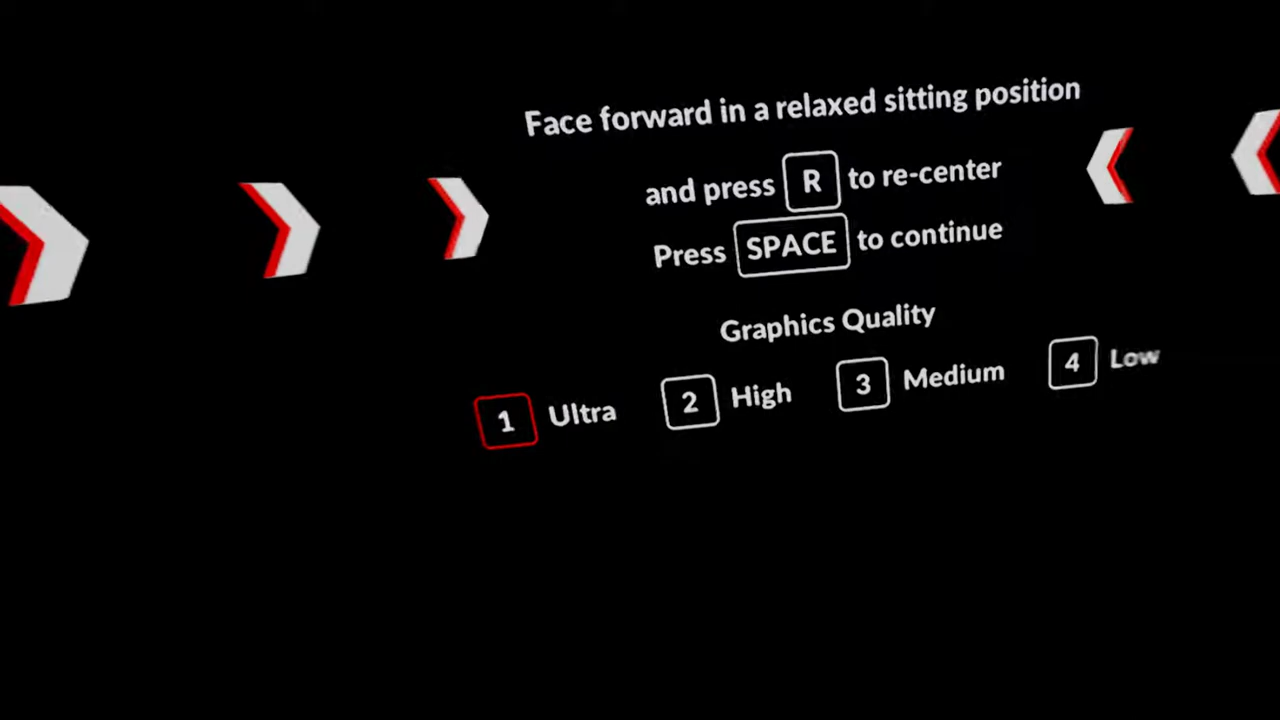 Face forward in a relaxed sitting position
and press R to re-center
Press SPACE to continue
Graphics Quality
1 Ultra 2 High 3 Medium 4 Low